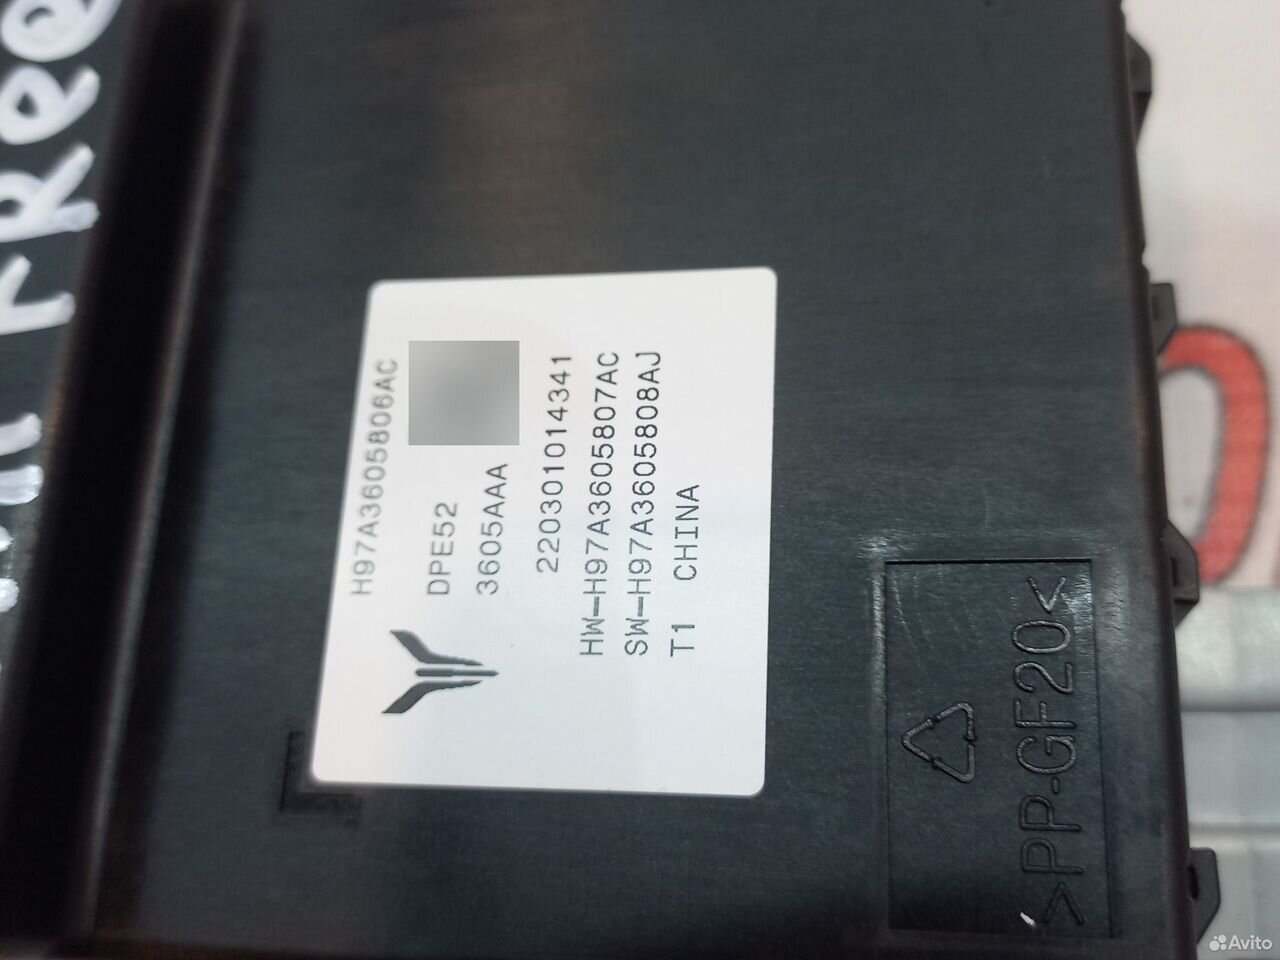 H97A3605806AC
DPE52
3605AAA
220301014341
HW-H97A3605807AC
SW-H97A3605808AJ
T1 CHINA
>PP-GF20<
Avito